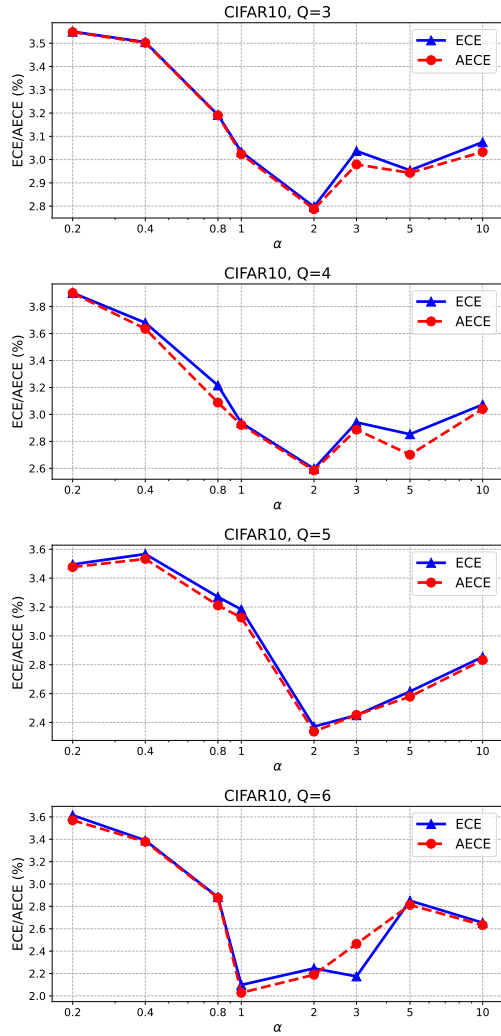 CIFAR10, Q=3
ECE/AECE (%)
3.5
3.4
3.3
3.2
3.1
3.0
2.9
2.8
ECE
AECE
0.2 0.4 0.8 1 2 3 5 10
α
CIFAR10, Q=4
ECE/AECE (%)
3.8
3.6
3.4
3.2
3.0
2.8
2.6
ECE
AECE
0.2 0.4 0.8 1 2 3 5 10
α
CIFAR10, Q=5
ECE/AECE (%)
3.6
3.4
3.2
3.0
2.8
2.6
2.4
ECE
AECE
0.2 0.4 0.8 1 2 3 5 10
α
CIFAR10, Q=6
ECE/AECE (%)
3.6
3.4
3.2
3.0
2.8
2.6
2.4
2.2
2.0
ECE
AECE
0.2 0.4 0.8 1 2 3 5 10
α